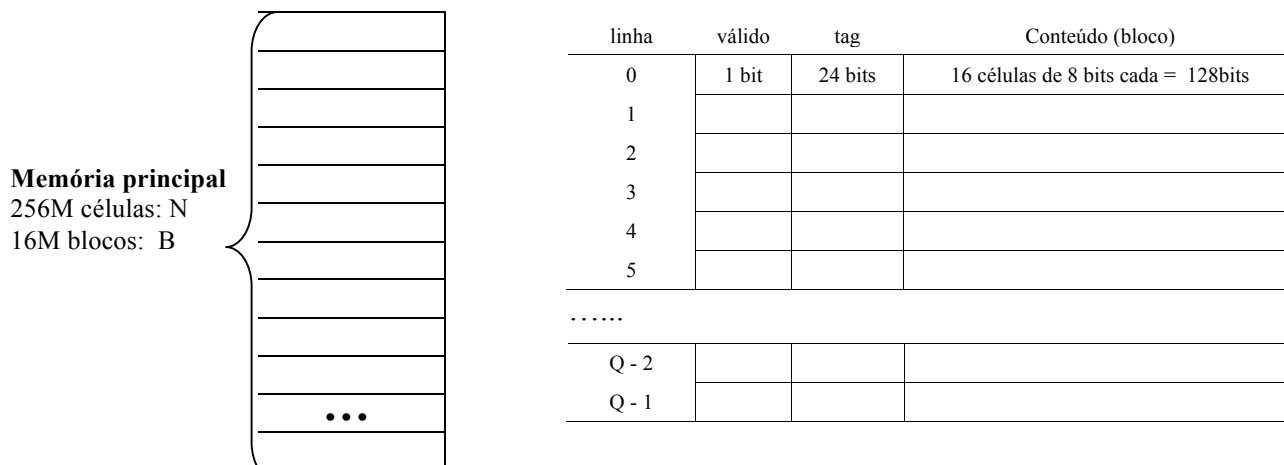 Memória principal
256M células: N
16M blocos: B
...
linha válido tag Conteúdo (bloco)
0 1 bit 24 bits 16 células de 8 bits cada = 128bits
1
2
3
4
5
......
Q - 2
Q - 1